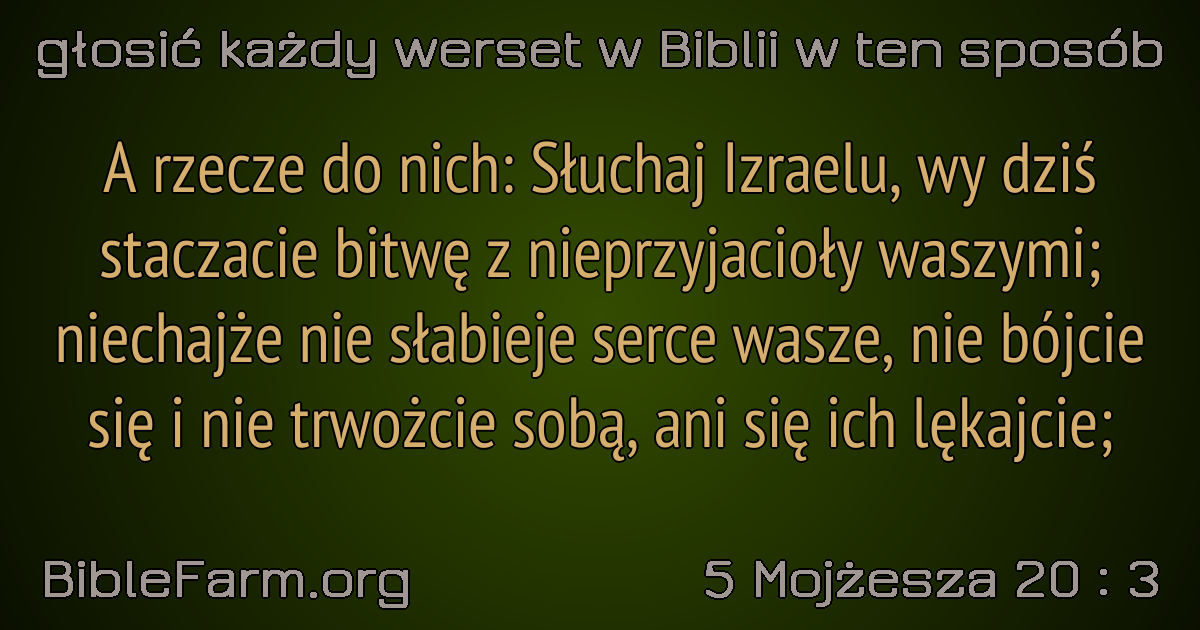 głosić każdy werset w Biblii w ten sposób
A rzecze do nich: Słuchaj Izraelu, wy dziś
staczacie bitwę z nieprzyjacioły waszymi;
niechajże nie słabieje serce wasze, nie bójcie
się i nie trwożcie sobą, ani się ich lękajcie;
BibleFarm.org
5 Mojżesza 20 : 3